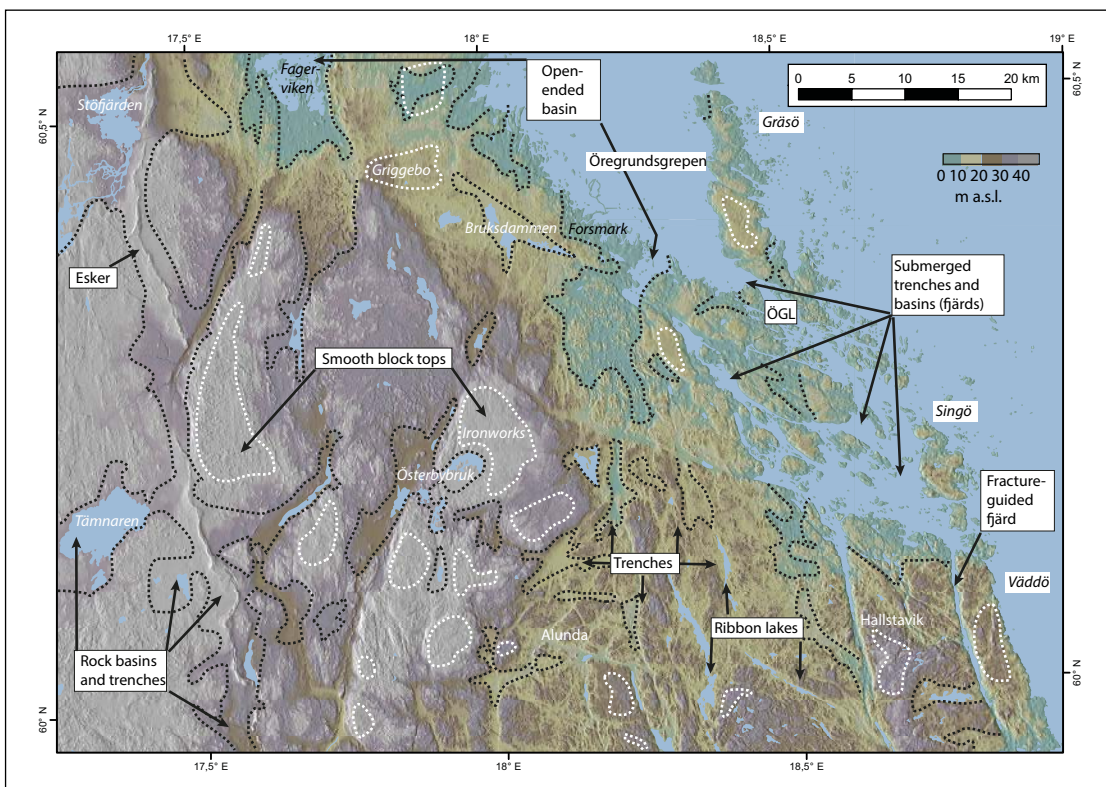 17,5° E
18° E
18,5° E
19° E
60,5° N
60,5° N
0 5 10 15 20 km
Fager-
viken
Open-
ended
basin
Stöfjärden
Gräsö
Öregrundsgrepen
Griggebo
0 10 20 30 40
m a.s.l.
Bruksdammen
Forsmark
Esker
Submerged
trenches and
basins (fjärds)
ÖGL
Smooth block tops
Singö
Ironworks
Österbybruk
Fracture-
guided
fjärd
Tämnaren
Trenches
Väddö
Ribbon lakes
Hallstavik
Alunda
Rock basins
and trenches
60° N
60° N
17,5° E
18° E
18,5° E